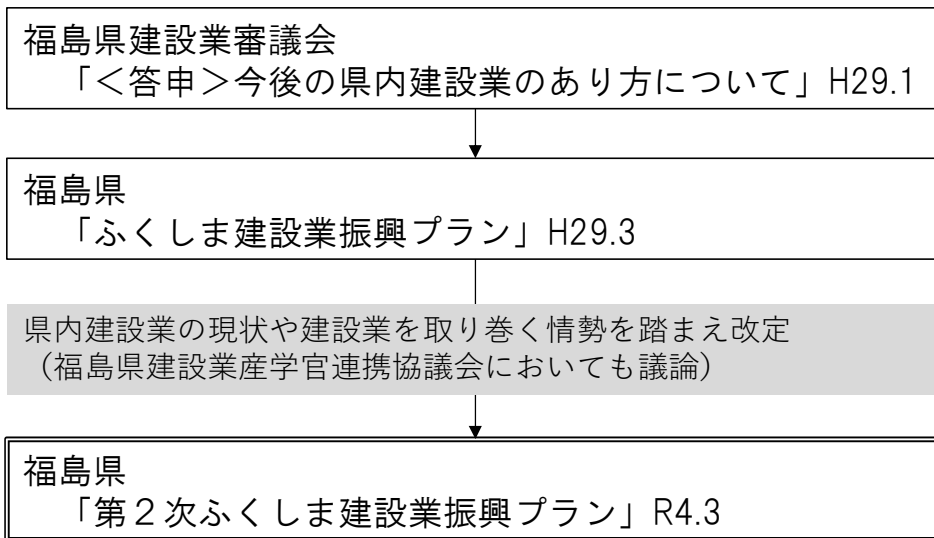 福島県建設業審議会
「＜答申＞今後の県内建設業のあり方について」H29.1
福島県
「ふくしま建設業振興プラン」H29.3
県内建設業の現状や建設業を取り巻く情勢を踏まえ改定
（福島県建設業産学官連携協議会においても議論）
福島県
「第２次ふくしま建設業振興プラン」R4.3